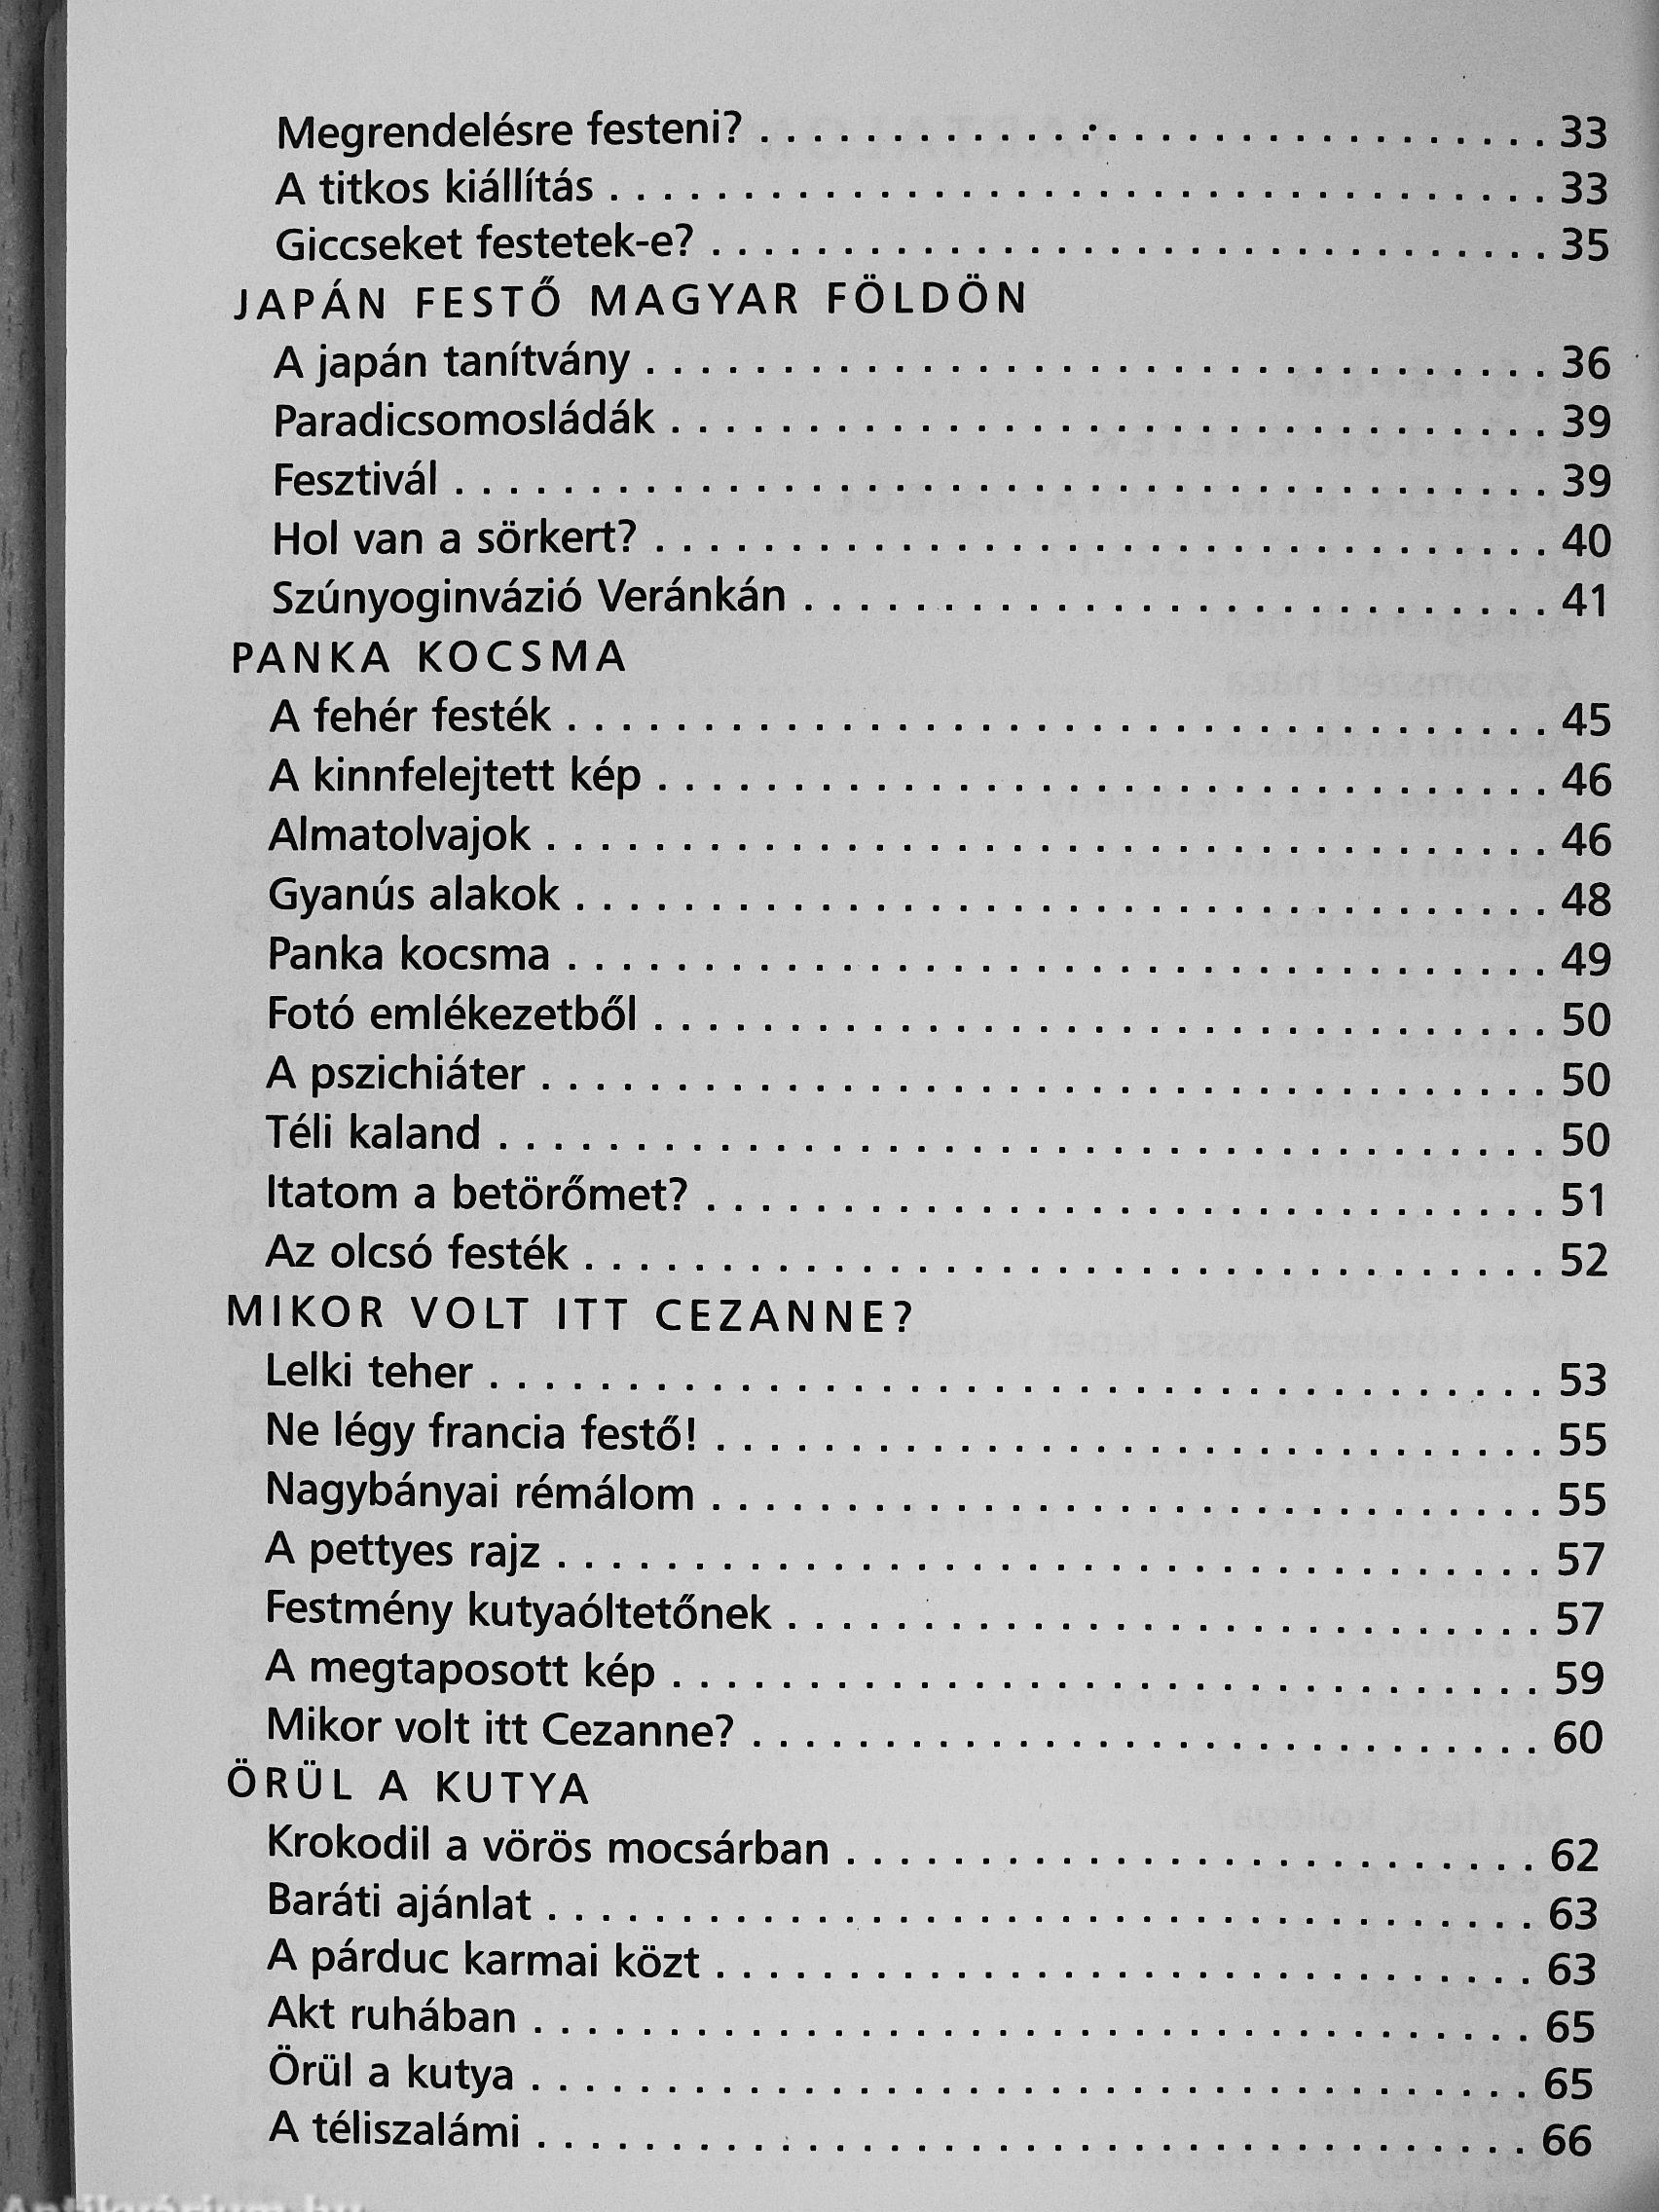 Megrendelésre festeni? . . . . . . . . . . . . . . . . . . . . . . . . . . . . . . 33
A titkos kiállítás . . . . . . . . . . . . . . . . . . . . . . . . . . . . . . . . . . . 33
Giccseket festetek-e? . . . . . . . . . . . . . . . . . . . . . . . . . . . . . . . 35
JAPÁN FESTŐ MAGYAR FÖLDÖN
A japán tanítvány . . . . . . . . . . . . . . . . . . . . . . . . . . . . . . . . . . 36
Paradicsomosládák . . . . . . . . . . . . . . . . . . . . . . . . . . . . . . . . . 39
Fesztivál . . . . . . . . . . . . . . . . . . . . . . . . . . . . . . . . . . . . . . . . . 39
Hol van a sörkert? . . . . . . . . . . . . . . . . . . . . . . . . . . . . . . . . . 40
Szúnyoginvázió Veránkán . . . . . . . . . . . . . . . . . . . . . . . . . . . . 41
PANKA KOCSMA
A fehér festék . . . . . . . . . . . . . . . . . . . . . . . . . . . . . . . . . . . . 45
A kinnfelejtett kép . . . . . . . . . . . . . . . . . . . . . . . . . . . . . . . . . 46
Almatolvajok . . . . . . . . . . . . . . . . . . . . . . . . . . . . . . . . . . . . . 46
Gyanús alakok . . . . . . . . . . . . . . . . . . . . . . . . . . . . . . . . . . . . 48
Panka kocsma . . . . . . . . . . . . . . . . . . . . . . . . . . . . . . . . . . . . 49
Fotó emlékezetből . . . . . . . . . . . . . . . . . . . . . . . . . . . . . . . . . 50
A pszichiáter . . . . . . . . . . . . . . . . . . . . . . . . . . . . . . . . . . . . . 50
Téli kaland . . . . . . . . . . . . . . . . . . . . . . . . . . . . . . . . . . . . . . . 50
Itatom a betörőmet? . . . . . . . . . . . . . . . . . . . . . . . . . . . . . . . 51
Az olcsó festék . . . . . . . . . . . . . . . . . . . . . . . . . . . . . . . . . . . 52
MIKOR VOLT ITT CEZANNE?
Lelki teher . . . . . . . . . . . . . . . . . . . . . . . . . . . . . . . . . . . . . . . 53
Ne légy francia festő! . . . . . . . . . . . . . . . . . . . . . . . . . . . . . . . 55
Nagybányai rémálom . . . . . . . . . . . . . . . . . . . . . . . . . . . . . . . 55
A pettyes rajz . . . . . . . . . . . . . . . . . . . . . . . . . . . . . . . . . . . . 57
Festmény kutyaóltetőnek . . . . . . . . . . . . . . . . . . . . . . . . . . . . 57
A megtaposott kép . . . . . . . . . . . . . . . . . . . . . . . . . . . . . . . . 59
Mikor volt itt Cezanne? . . . . . . . . . . . . . . . . . . . . . . . . . . . . . 60
ÖRÜL A KUTYA
Krokodil a vörös mocsárban . . . . . . . . . . . . . . . . . . . . . . . . . . 62
Baráti ajánlat . . . . . . . . . . . . . . . . . . . . . . . . . . . . . . . . . . . . . 63
A párduc karmai közt . . . . . . . . . . . . . . . . . . . . . . . . . . . . . . . 63
Akt ruhában . . . . . . . . . . . . . . . . . . . . . . . . . . . . . . . . . . . . . . 65
Örül a kutya . . . . . . . . . . . . . . . . . . . . . . . . . . . . . . . . . . . . . . 65
A téliszalámi . . . . . . . . . . . . . . . . . . . . . . . . . . . . . . . . . . . . . 66